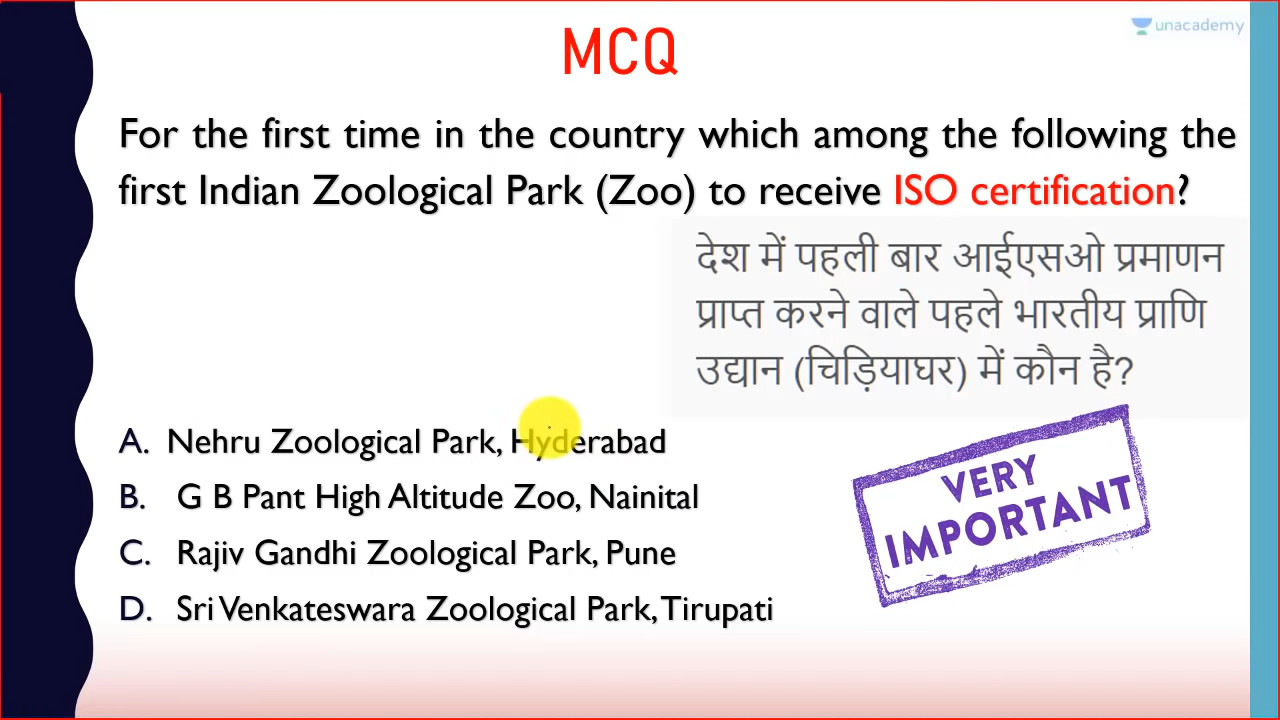 unacademy
MCQ
For the first time in the country which among the following the
first Indian Zoological Park (Zoo) to receive ISO certification?
देश में पहली बार आईएसओ प्रमाणन
प्राप्त करने वाले पहले भारतीय प्राणि
उद्यान (चिड़ियाघर) में कौन है?
A. Nehru Zoological Park, Hyderabad
B. G B Pant High Altitude Zoo, Nainital
C. Rajiv Gandhi Zoological Park, Pune
D. Sri Venkateswara Zoological Park, Tirupati
VERY
IMPORTANT